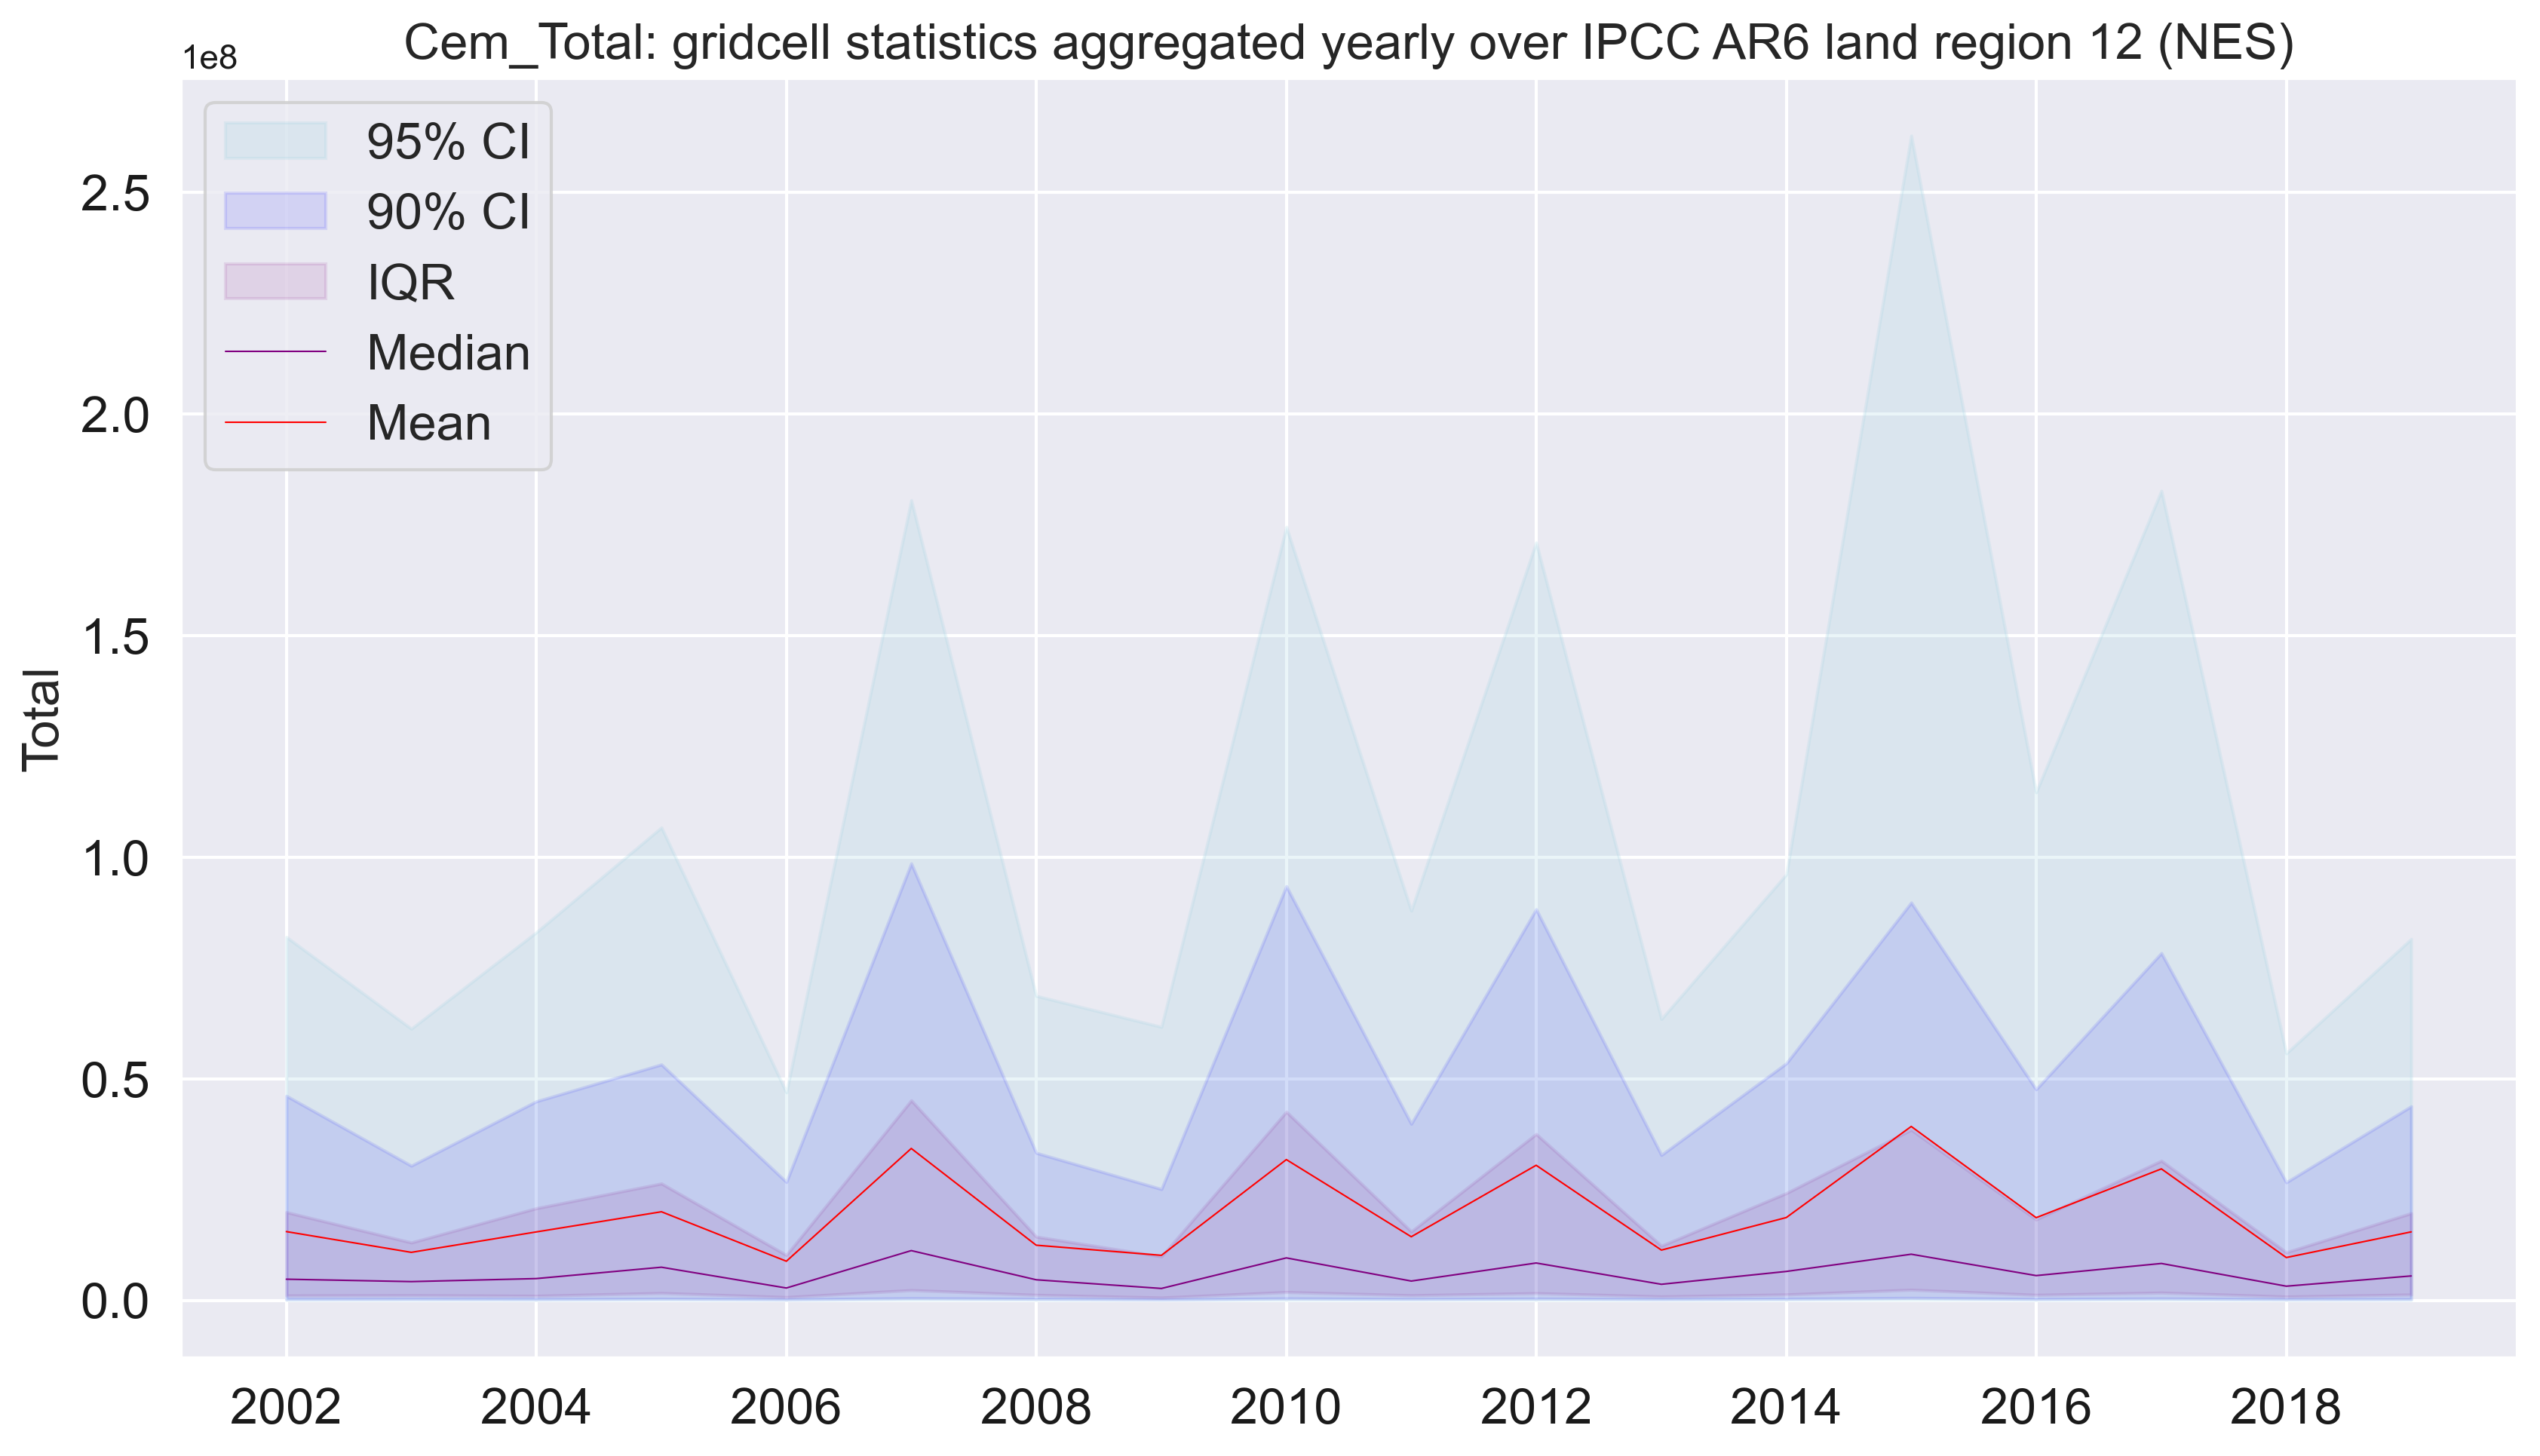 Cem_Total: gridcell statistics aggregated yearly over IPCC AR6 land region 12 (NES)
1e8
95% CI
90% CI
IQR
Median
Mean
2.5
2.0
1.5
1.0
0.5
0.0
Total
2002 2004 2006 2008 2010 2012 2014 2016 2018